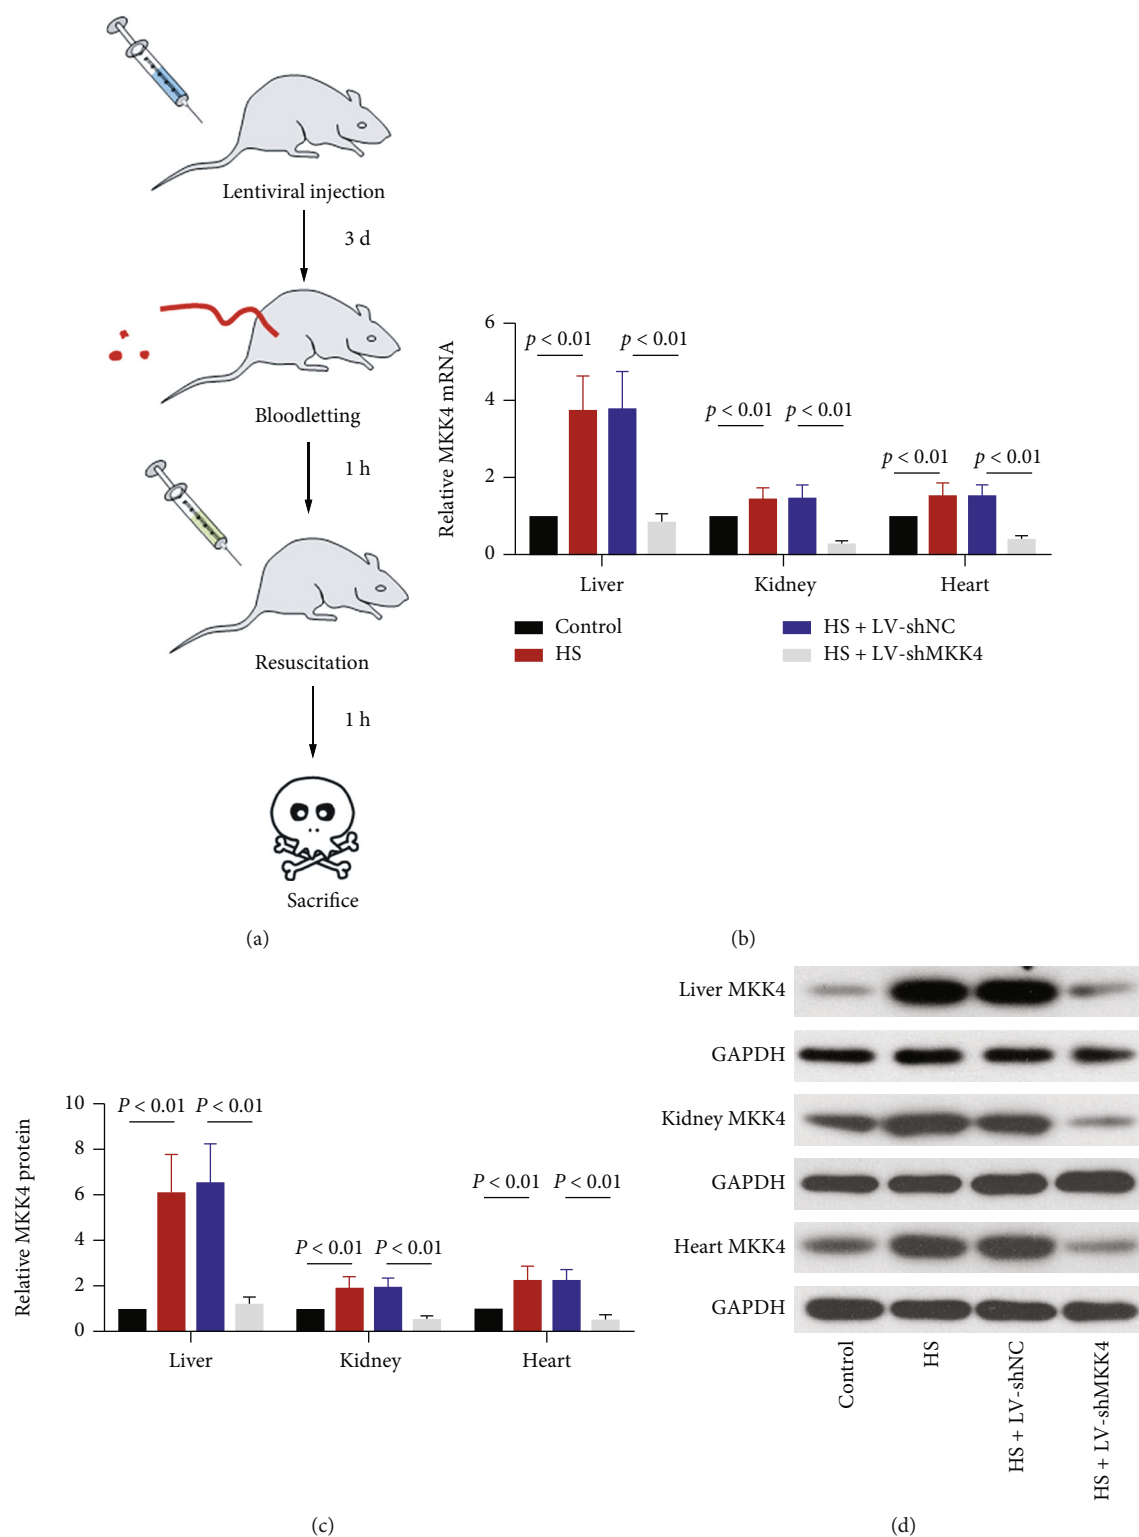 Lentiviral injection
3 d
Bloodletting
1 h
Resuscitation
1 h
Sacrifice
(a)
Relative MKK4 mRNA
6
4
2
0
p < 0.01
p < 0.01
p < 0.01
p < 0.01
p < 0.01
p < 0.01
Liver
Kidney
Heart
Control
HS
HS + LV-shNC
HS + LV-shMKK4
(b)
Relative MKK4 protein
10
8
6
4
2
0
P < 0.01
P < 0.01
P < 0.01
P < 0.01
P < 0.01
P < 0.01
Liver
Kidney
Heart
(c)
Liver MKK4
GAPDH
Kidney MKK4
GAPDH
Heart MKK4
GAPDH
Control
HS
HS + LV-shNC
HS + LV-shMKK4
(d)